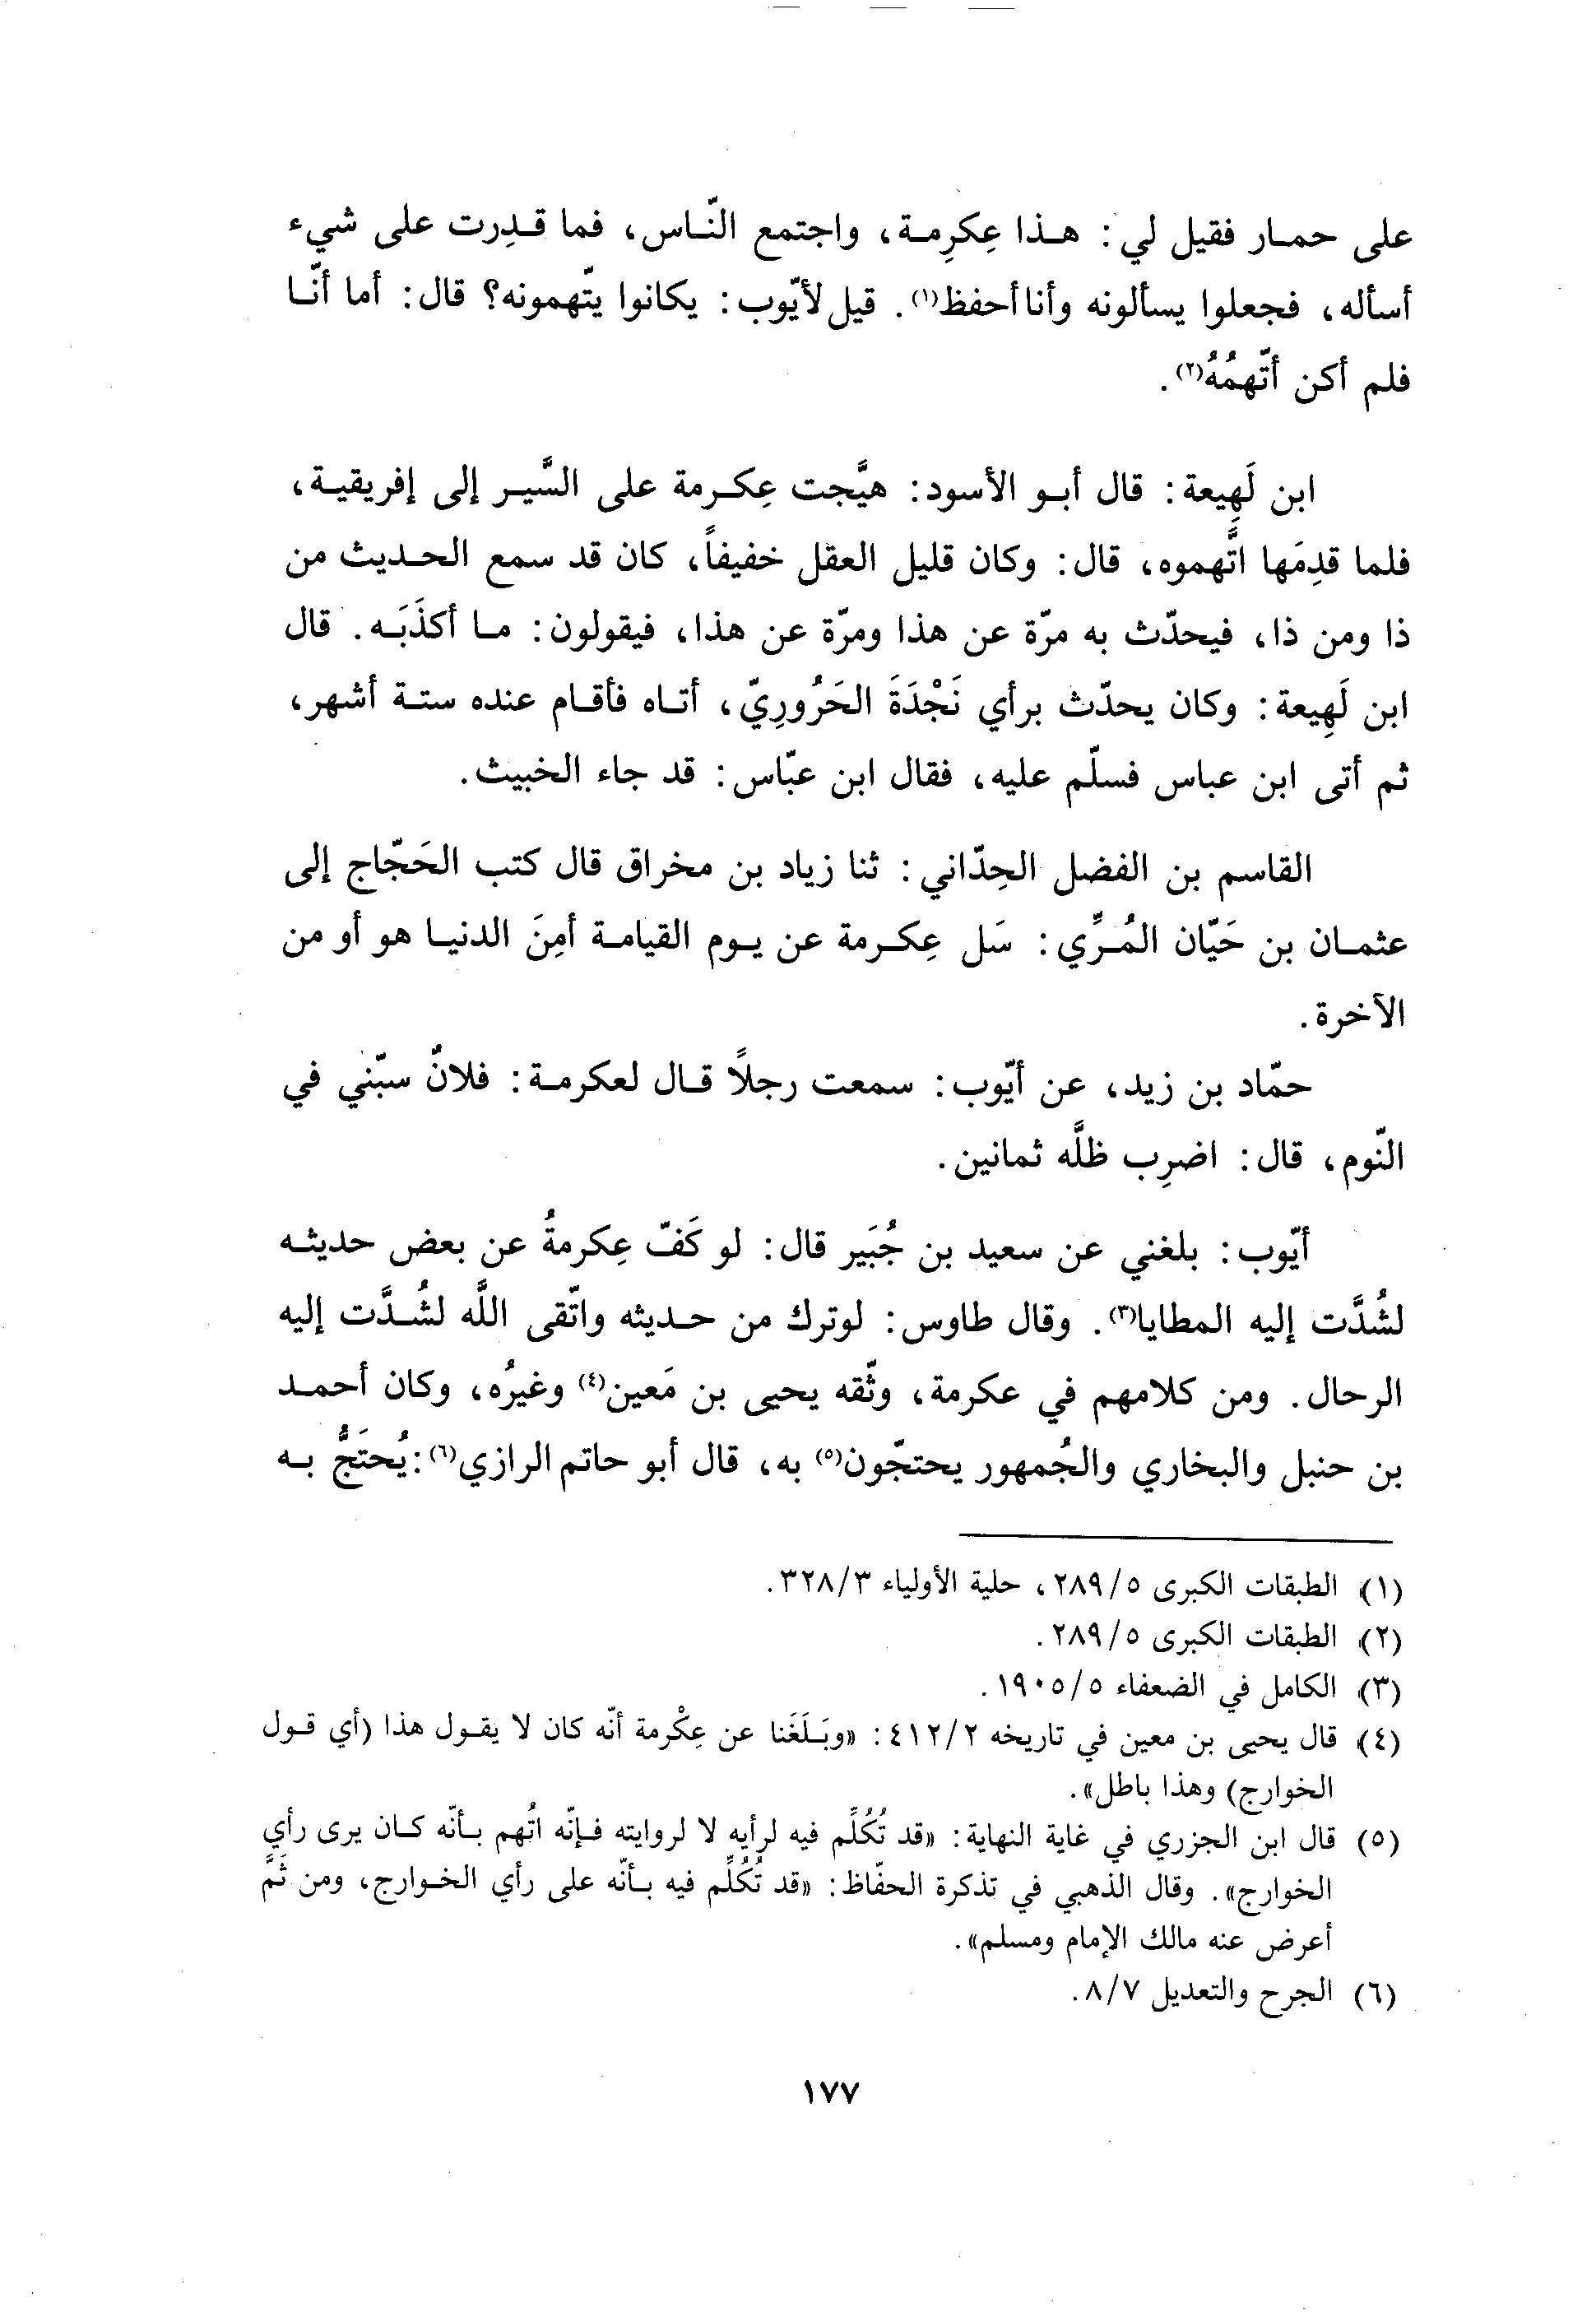 على حمار فقيل لي: هذا عِكرِمة، واجتمع النّاس، فما قدِرت على شيء
أسأله، فجعلوا يسألونه وأنا أحفظ(١). قيل لأيّوب: يكانوا يتّهمونه؟ قال: أما أنّا
فلم أكن أتّهمُهُ(٢).
ابن لَهِيعة: قال أبو الأسود: هيَّجت عِكرمة على السَّير إلى إفريقية،
فلما قدِمَها اتَّهموه، قال: وكان قليل العقل خفيفاً، كان قد سمع الحديث من
ذا ومن ذا، فيحدّث به مرّة عن هذا ومرّة عن هذا، فيقولون: ما أكذَبَه. قال
ابن لَهِيعة: وكان يحدّث برأي نَجْدَةَ الحَرُورِيّ، أتاه فأقام عنده ستة أشهر،
ثم أتى ابن عباس فسلّم عليه، فقال ابن عبّاس: قد جاء الخبيث.
القاسم بن الفضل الحِدّاني: ثنا زياد بن مخراق قال كتب الحَجّاج إلى
عثمان بن حَيّان المُرِّي: سَل عِكرمة عن يوم القيامة أمِنَ الدنيا هو أو من
الآخرة.
حمّاد بن زيد، عن أيّوب: سمعت رجلاً قال لعكرمة: فلانٌ سبّني في
النّوم، قال: اضرِب ظلَّه ثمانين.
أيّوب: بلغني عن سعيد بن جُبَير قال: لو كَفّ عِكرمةُ عن بعض حديثه
لشُدَّت إليه المطايا(٣). وقال طاوس: لوترك من حديثه واتّقى اللَّه لشُدَّت إليه
الرحال. ومن كلامهم في عكرمة، وثّقه يحيى بن مَعين(٤) وغيرُه، وكان أحمد
بن حنبل والبخاري والجُمهور يحتجّون(٥) به، قال أبو حاتم الرازي(٦): يُحتَجُّ به
(١) الطبقات الكبرى ٢٨٩/٥، حلية الأولياء ٣٢٨/٣.
(٢) الطبقات الكبرى ٢٨٩/٥.
(٣) الكامل في الضعفاء ١٩٠٥/٥.
(٤) قال يحيى بن معين في تاريخه ٤١٢/٢: «وبَلَغَنا عن عِكْرمة أنّه كان لا يقول هذا (أي قول
الخوارج) وهذا باطل».
(٥) قال ابن الجزري في غاية النهاية: «قد تُكُلِّم فيه لرأيه لا لروايته فإنّه اتُهم بأنّه كان يرى رأي
الخوارج». وقال الذهبي في تذكرة الحفّاظ: «قد تُكُلِّم فيه بأنّه على رأي الخوارج، ومن ثَمَّ
أعرض عنه مالك الإمام ومسلم».
(٦) الجرح والتعديل ٨/٧.
١٧٧